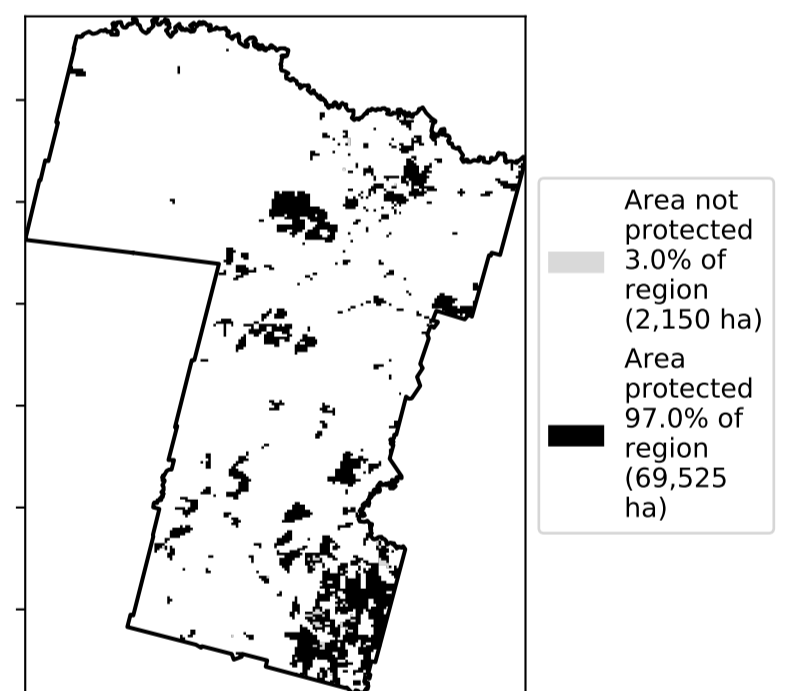 Area not
protected
3.0% of
region
(2,150 ha)
Area
protected
97.0% of
region
(69,525
ha)